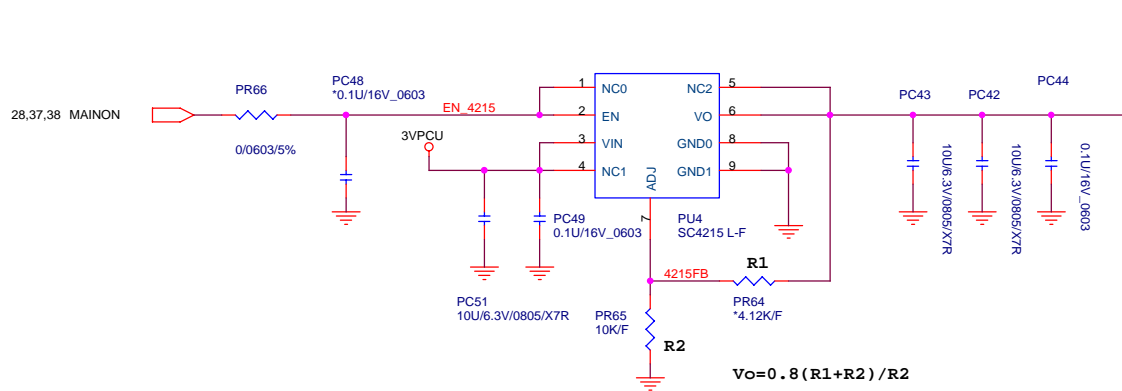 28,37,38 MAINON
PR66
0/0603/5%
PC48
*0.1U/16V_0603
EN_4215
3VPCU
1
2
3
4
NC0
EN
VIN
NC1
ADJ
7
NC2
VO
GND0
GND1
5
6
8
9
PU4
SC4215 L-F
PC49
0.1U/16V_0603
PC51
10U/6.3V/0805/X7R
4215FB
R1
PR64
*4.12K/F
PR65
10K/F
R2
Vo=0.8(R1+R2)/R2
PC43
10U/6.3V/0805/X7R
PC42
10U/6.3V/0805/X7R
PC44
0.1U/16V_0603